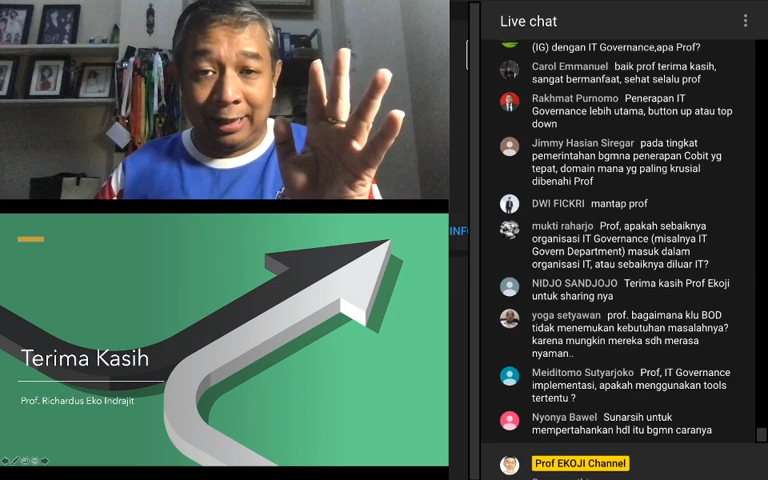 Live chat
(IG) dengan IT Governance,apa Prof?
Carol Emmanuel baik prof terima kasih,
sangat bermanfaat, sehat selalu prof
Rakhmat Purnomo Penerapan IT
Governance lebih utama, button up atau top
down
Jimmy Hasian Siregar pada tingkat
pemerintahan bgmna penerapan Cobit yg
tepat, domain mana yg paling krusial
dibenahi Prof
DWI FICKRI mantap prof
mukti raharjo Prof, apakah sebaiknya
organisasi IT Governance (misalnya IT
Govern Department) masuk dalam
organisasi IT, atau sebaiknya diluar IT?
NIDJO SANDJOJO Terima kasih Prof Ekoji
untuk sharing nya
yoga setyawan prof. bagaimana klu BOD
tidak menemukan kebutuhan masalahnya?
karena mungkin mereka sdh merasa
nyaman..
Meiditomo Sutyarjoko Prof, IT Governance
implementasi, apakah menggunakan tools
tertentu ?
Nyonya Bawel Sunarsih untuk
mempertahankan hdl itu bgmn caranya
Prof EKOJI Channel
Terima Kasih
Prof. Richardus Eko Indrajit